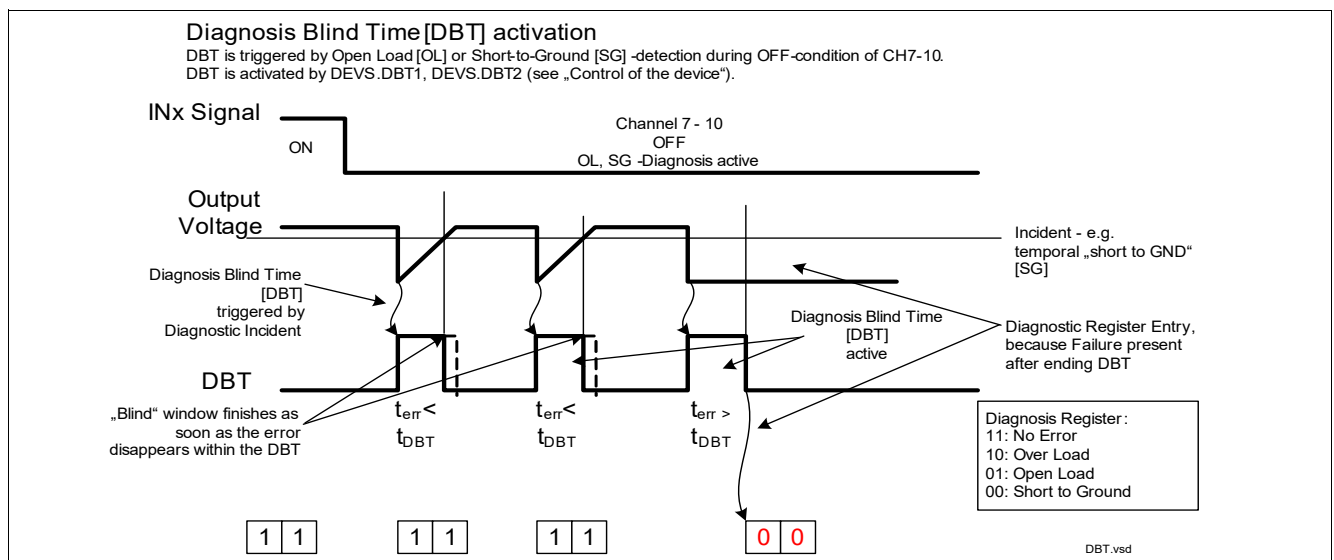 Diagnosis Blind Time [DBT] activation
DBT is triggered by Open Load [OL] or Short-to-Ground [SG] -detection during OFF-condition of CH7-10.
DBT is activated by DEVS.DBT1, DEVS.DBT2 (see „Control of the device“).
INx Signal
ON
Channel 7 - 10
OFF
OL, SG -Diagnosis active
Output
Voltage
Incident - e.g.
temporal „short to GND“
[SG]
Diagnosis Blind Time
[DBT]
triggered by
Diagnostic Incident
Diagnosis Blind Time
[DBT]
active
Diagnostic Register Entry,
because Failure present
after ending DBT
DBT
„Blind“ window finishes as
soon as the error
disappears within the DBT
terr<
tDBT
terr<
tDBT
terr >
tDBT
Diagnosis Register:
11: No Error
10: Over Load
01: Open Load
00: Short to Ground
1 1
1 1
1 1
0 0
DBT.vsd